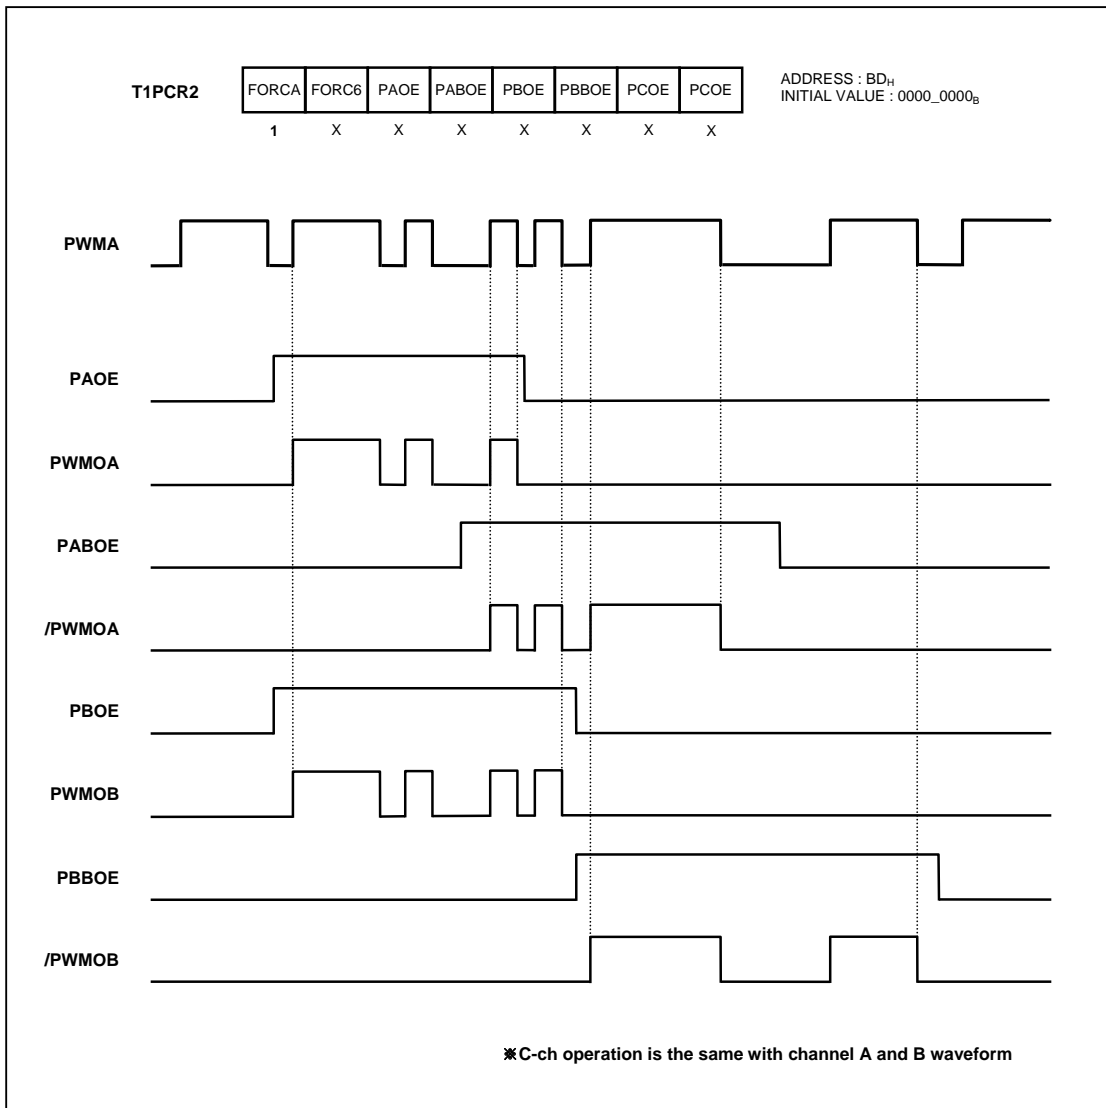 T1PCR2
FORCA FORC6 PAOE PABOE PBOE PBBOE PCOE PCOE
1 X X X X X X X
ADDRESS : BDH
INITIAL VALUE : 0000_0000B
PWMA
PAOE
PWMOA
PABOE
/PWMOA
PBOE
PWMOB
PBBOE
/PWMOB
※C-ch operation is the same with channel A and B waveform